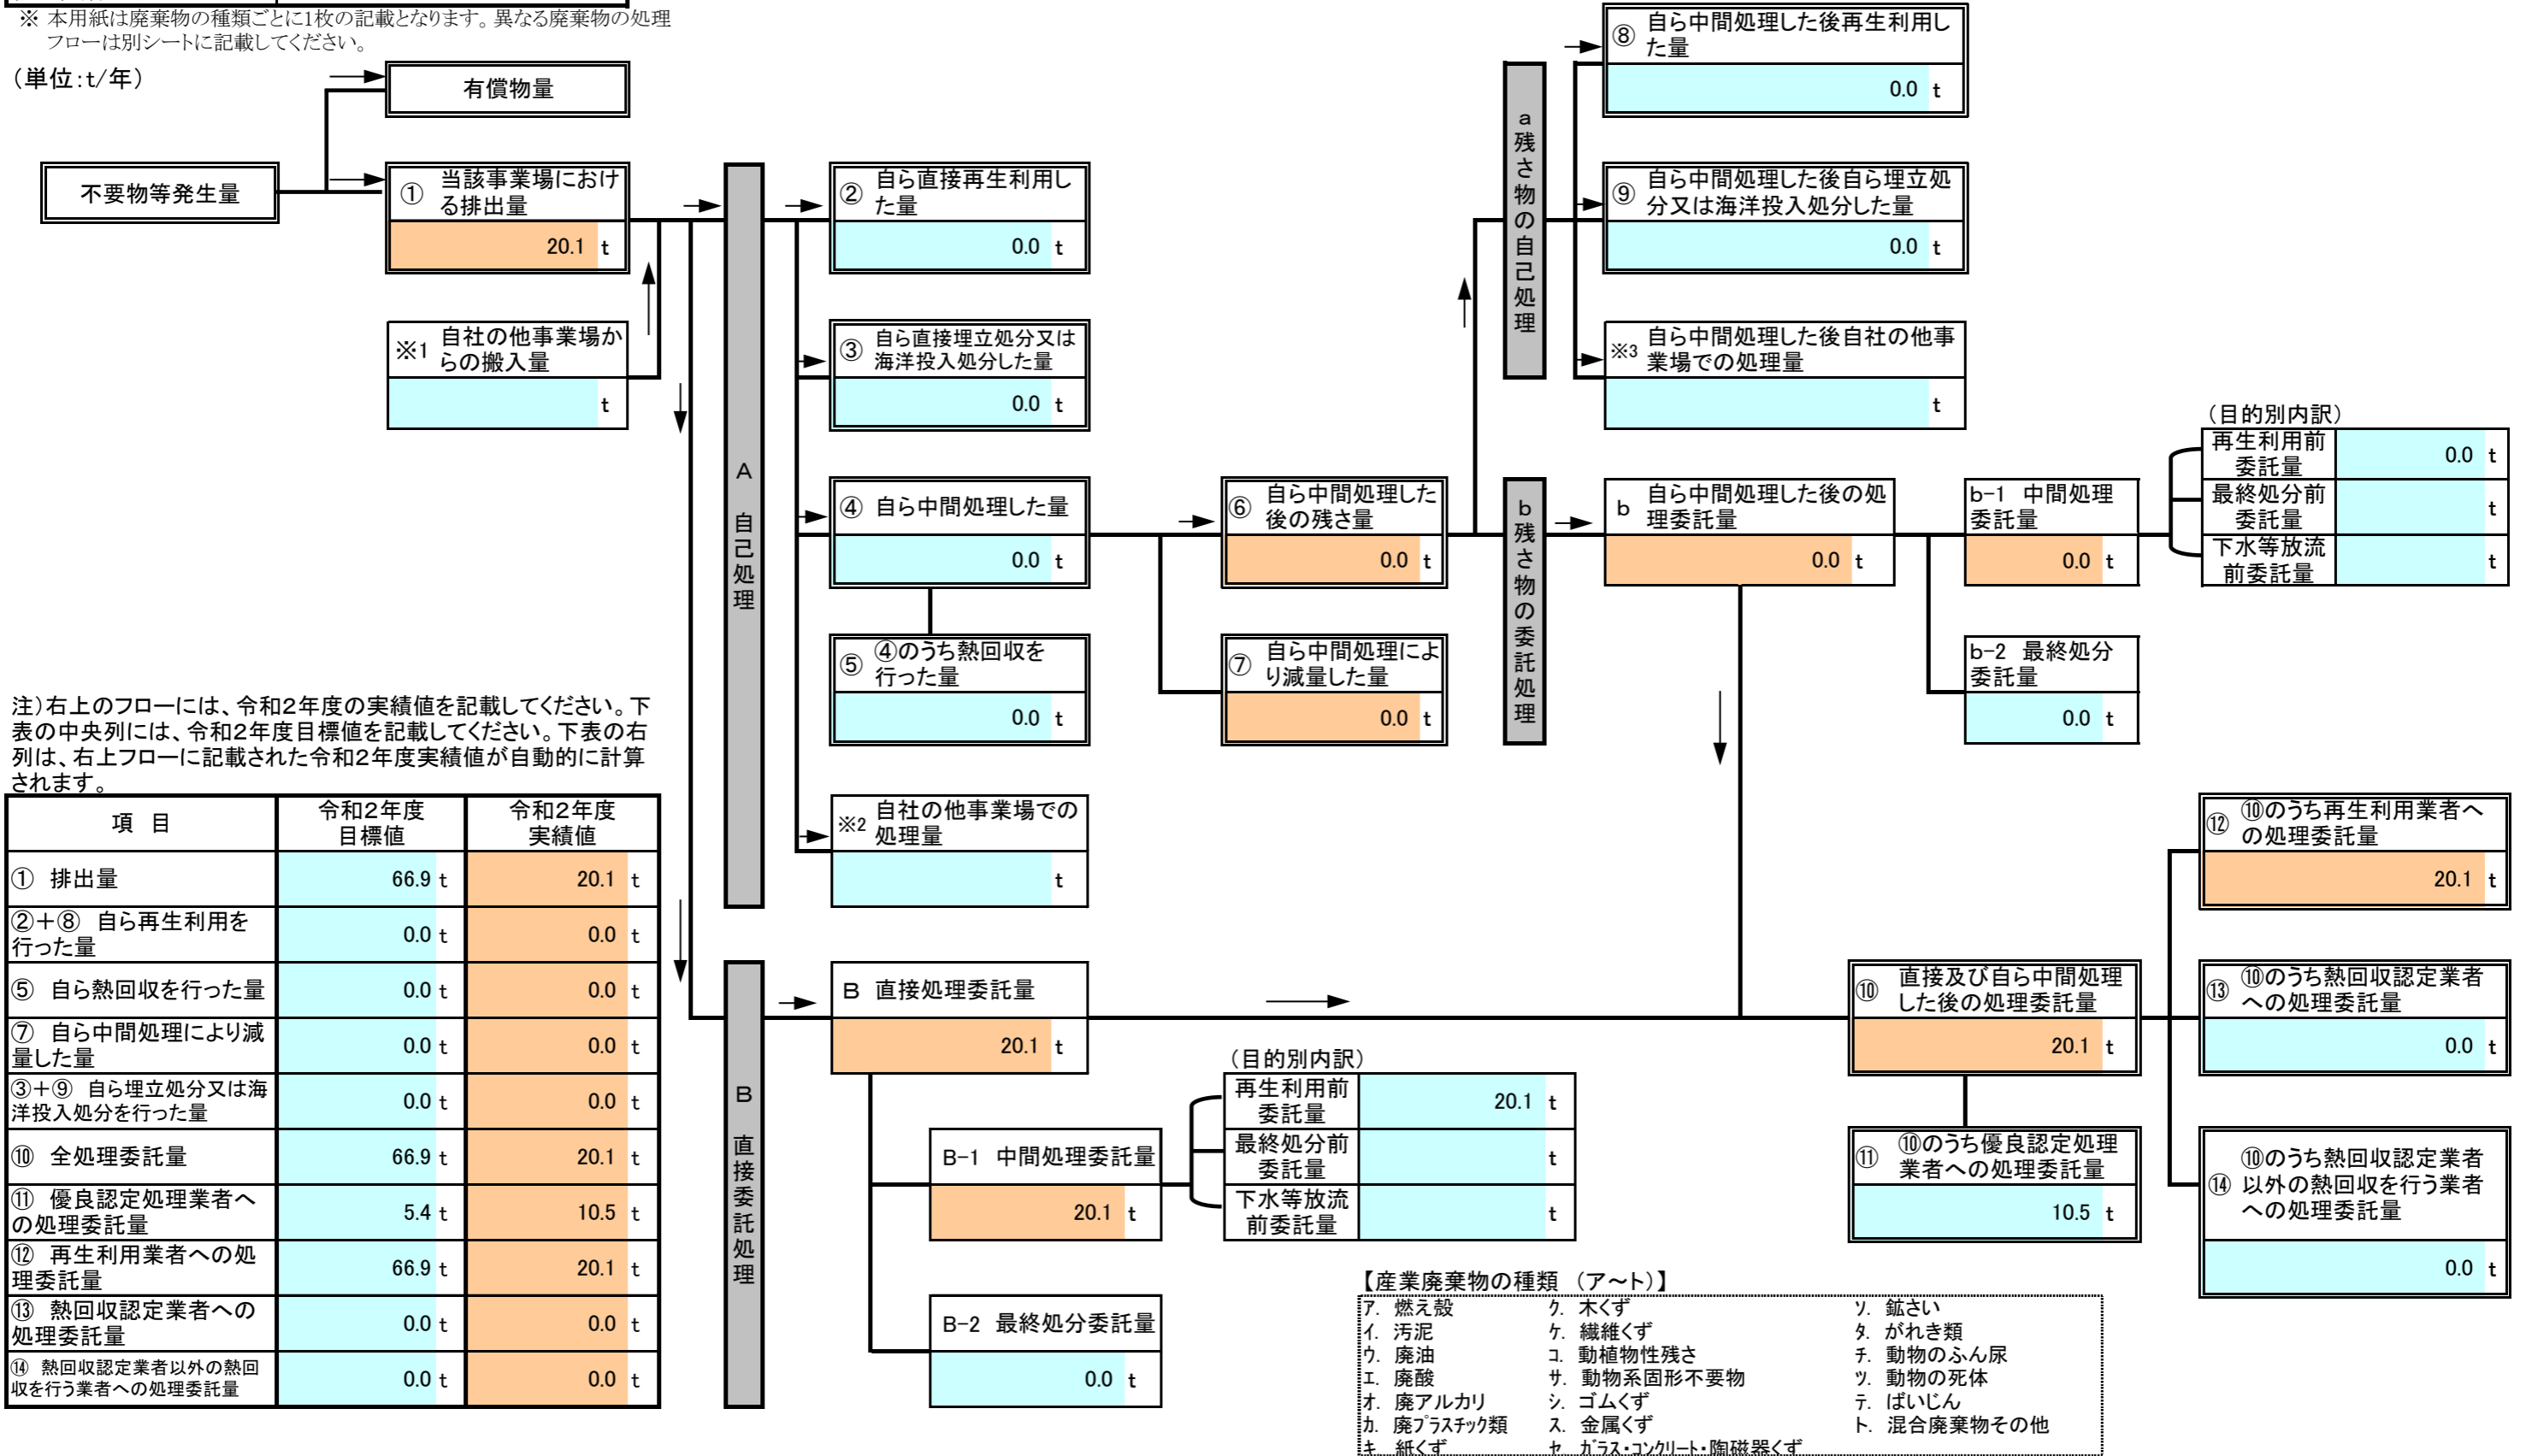 ※ 本用紙は廃棄物の種類ごとに1枚の記載となります。異なる廃棄物の処理
フローは別シートに記載してください。
(単位:t/年)
有償物量
不要物等発生量
① 当該事業場におけ
る排出量
20.1 t
※1 自社の他事業場か
らの搬入量
t
A 自己処理
② 自ら直接再生利用し
た量
0.0 t
③ 自ら直接埋立処分又は
海洋投入処分した量
0.0 t
④ 自ら中間処理した量
0.0 t
⑤ ④のうち熱回収を
行った量
0.0 t
※2 自社の他事業場での
処理量
t
⑥ 自ら中間処理した
後の残さ量
0.0 t
⑦ 自ら中間処理によ
り減量した量
0.0 t
a 残さ物の自己処理
⑧ 自ら中間処理した後再生利用し
た量
0.0 t
⑨ 自ら中間処理した後自ら埋立処
分又は海洋投入処分した量
0.0 t
※3 自ら中間処理した後自社の他事
業場での処理量
t
b 残さ物の委託処理
b 自ら中間処理した後の処
理委託量
0.0 t
b-1 中間処理
委託量
0.0 t
(目的別内訳)
再生利用前
委託量
0.0 t
最終処分前
委託量
t
下水等放流
前委託量
t
b-2 最終処分
委託量
0.0 t
注)右上のフローには、令和2年度の実績値を記載してください。下
表の中央列には、令和2年度目標値を記載してください。下表の右
列は、右上フローに記載された令和2年度実績値が自動的に計算
されます。
項 目
令和2年度
目標値
令和2年度
実績値
① 排出量 66.9 t 20.1 t
②+⑧ 自ら再生利用を
行った量 0.0 t 0.0 t
⑤ 自ら熱回収を行った量 0.0 t 0.0 t
⑦ 自ら中間処理により減
量した量 0.0 t 0.0 t
③+⑨ 自ら埋立処分又は海
洋投入処分を行った量 0.0 t 0.0 t
⑩ 全処理委託量 66.9 t 20.1 t
⑪ 優良認定処理業者へ
の処理委託量 5.4 t 10.5 t
⑫ 再生利用業者への処
理委託量 66.9 t 20.1 t
⑬ 熱回収認定業者への
処理委託量 0.0 t 0.0 t
⑭ 熱回収認定業者以外の熱回
収を行う業者への処理委託量 0.0 t 0.0 t
B 直接委託処理
B 直接処理委託量
20.1 t
B-1 中間処理委託量
20.1 t
(目的別内訳)
再生利用前
委託量
20.1 t
最終処分前
委託量
t
下水等放流
前委託量
t
B-2 最終処分委託量
0.0 t
⑩ 直接及び自ら中間処理
した後の処理委託量
20.1 t
⑪ ⑩のうち優良認定処理
業者への処理委託量
10.5 t
⑫ ⑩のうち再生利用業者へ
の処理委託量
20.1 t
⑬ ⑩のうち熱回収認定業者
への処理委託量
0.0 t
⑭ ⑩のうち熱回収認定業者
以外の熱回収を行う業者
への処理委託量
0.0 t
【産業廃棄物の種類 (ア～ト)】
ア. 燃え殻 ク. 木くず ソ. 鉱さい
イ. 汚泥 ケ. 繊維くず タ. がれき類
ウ. 廃油 コ. 動植物性残さ チ. 動物のふん尿
エ. 廃酸 サ. 動物系固形不要物 ツ. 動物の死体
オ. 廃アルカリ シ. ゴムくず テ. ばいじん
カ. 廃プラスチック類 ス. 金属くず ト. 混合廃棄物その他
キ 紙くず セ ガラス・コンクリート・陶磁器くず